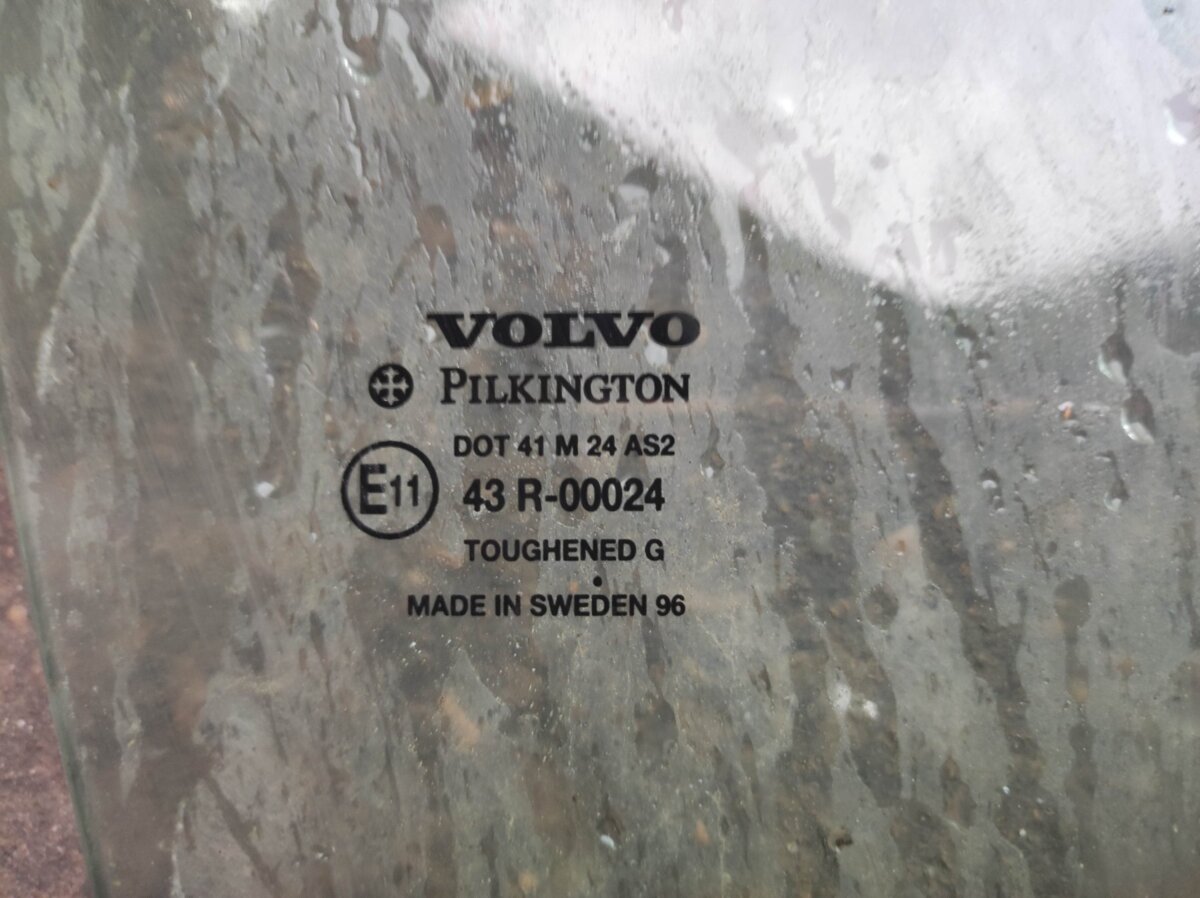 VOLVO
PILKINGTON
DOT 41 M 24 AS2
E11 43 R-00024
TOUGHENED G
MADE IN SWEDEN 96